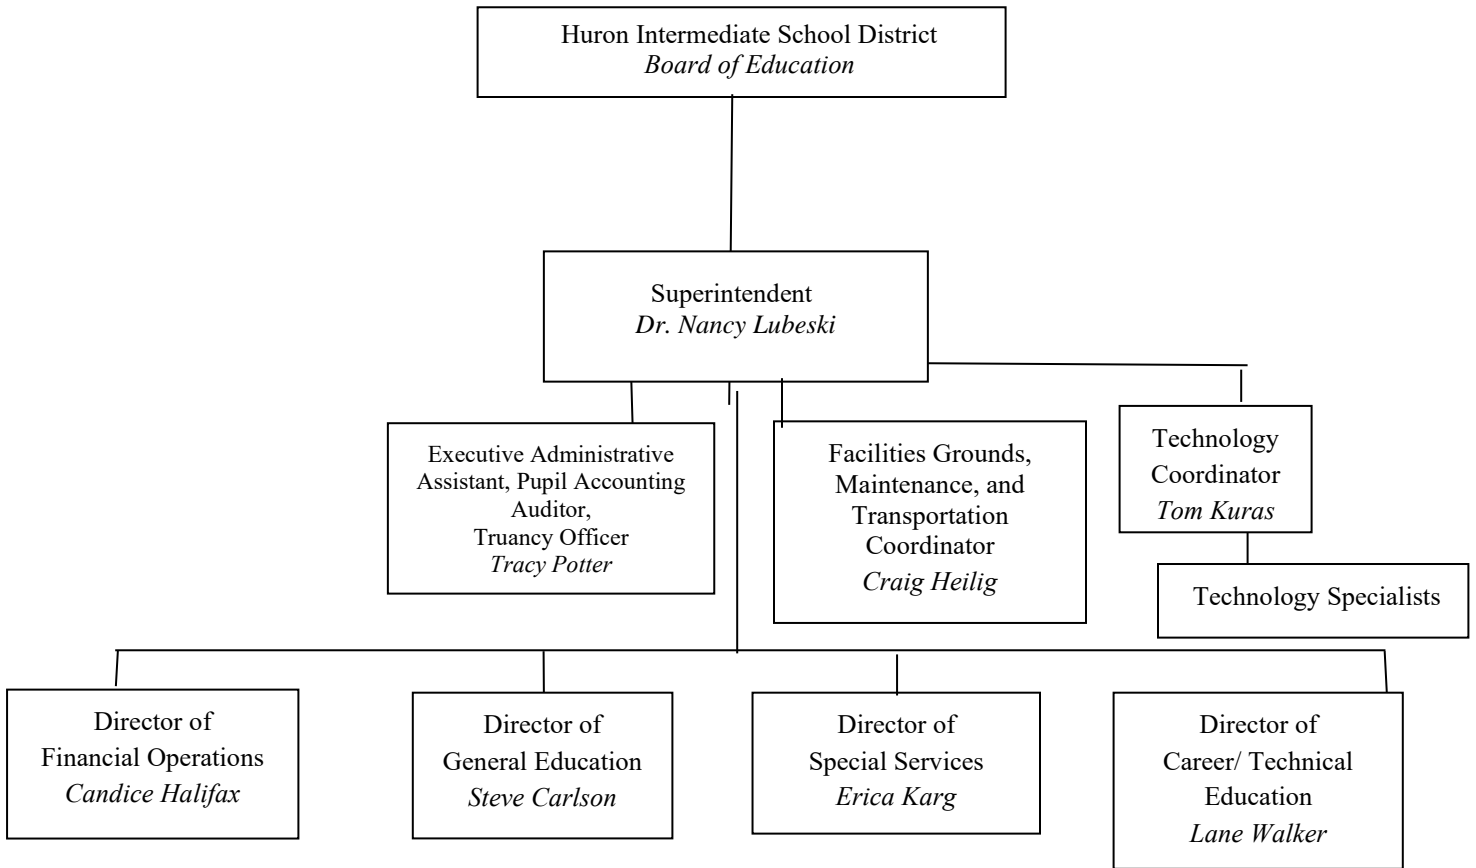 Huron Intermediate School District
Board of Education
Superintendent
Dr. Nancy Lubeski
Executive Administrative
Assistant, Pupil Accounting
Auditor,
Truancy Officer
Tracy Potter
Facilities Grounds,
Maintenance, and
Transportation
Coordinator
Craig Heilig
Technology
Coordinator
Tom Kuras
Technology Specialists
Director of
Financial Operations
Candice Halifax
Director of
General Education
Steve Carlson
Director of
Special Services
Erica Karg
Director of
Career/ Technical
Education
Lane Walker